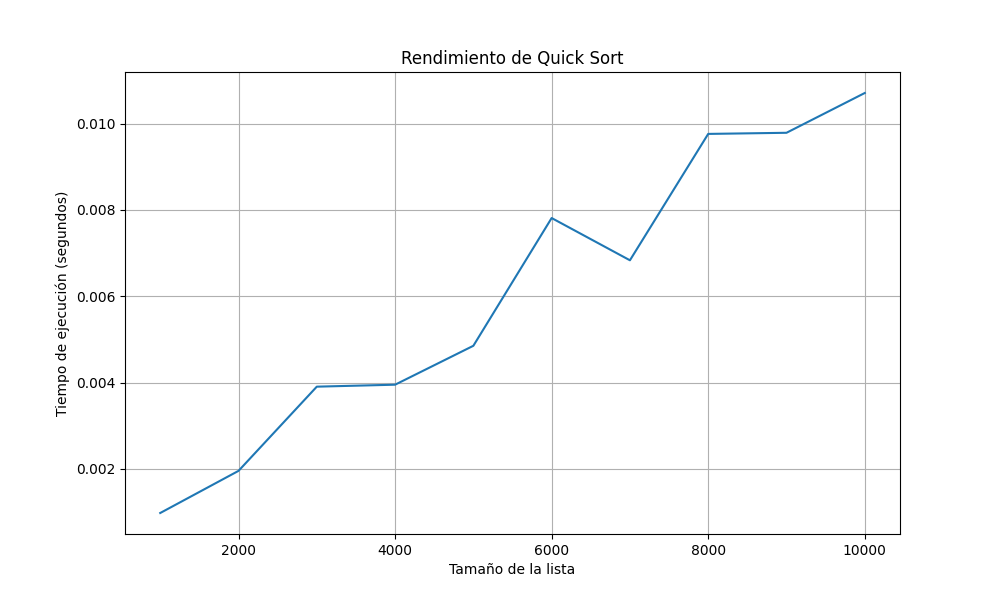 Rendimiento de Quick Sort
Tiempo de ejecución (segundos)
0.010
0.008
0.006
0.004
0.002
2000 4000 6000 8000 10000
Tamaño de la lista